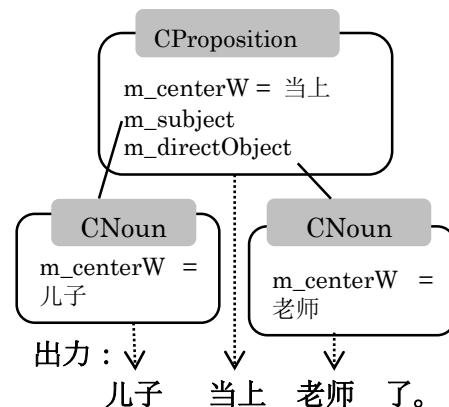 CProposition
m_centerW = 当上
m_subject
m_directObject
CNoun
m_centerW =
儿子
CNoun
m_centerW =
老师
出力：
儿子 当上 老师 了。